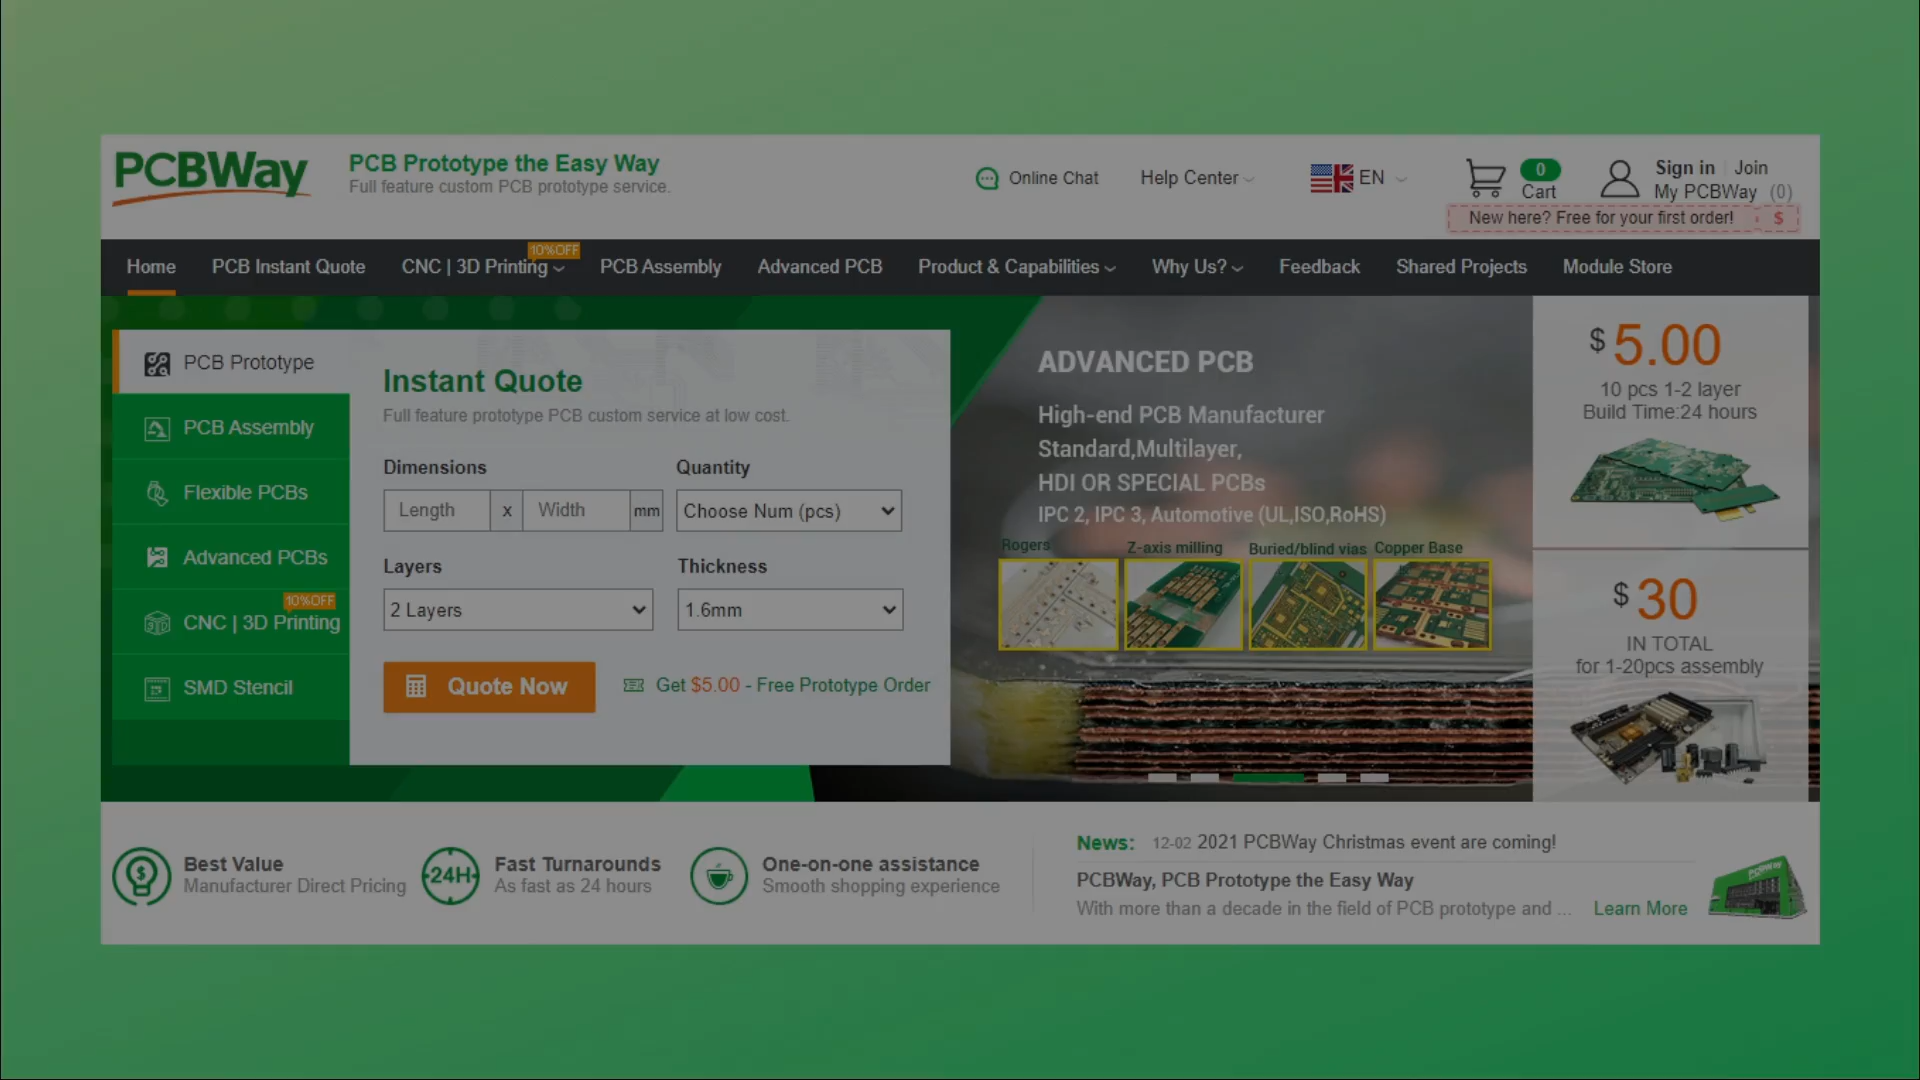 PCBWay
PCB Prototype the Easy Way
Full feature custom PCB prototype service.
Online Chat
Help Center
EN
0
Cart
Sign in Join
My PCBWay (0)
New here? Free for your first order! $
10%OFF
Home PCB Instant Quote CNC | 3D Printing PCB Assembly Advanced PCB Product & Capabilities Why Us? Feedback Shared Projects Module Store
PCB Prototype
PCB Assembly
Flexible PCBs
Advanced PCBs
10%OFF
CNC | 3D Printing
SMD Stencil
Instant Quote
Full feature prototype PCB custom service at low cost.
Dimensions Quantity
Length x Width mm Choose Num (pcs)
Layers Thickness
2 Layers 1.6mm
Quote Now Get $5.00 - Free Prototype Order
ADVANCED PCB
High-end PCB Manufacturer
Standard,Multilayer,
HDI OR SPECIAL PCBs
IPC 2, IPC 3, Automotive (UL,ISO,RoHS)
Rogers Z-axis milling Buried/blind vias Copper Base
$ 5.00
10 pcs 1-2 layer
Build Time:24 hours
$ 30
IN TOTAL
for 1-20pcs assembly
$
Best Value
Manufacturer Direct Pricing
24H
Fast Turnarounds
As fast as 24 hours
One-on-one assistance
Smooth shopping experience
News: 12-02 2021 PCBWay Christmas event are coming!
PCBWay, PCB Prototype the Easy Way
With more than a decade in the field of PCB prototype and ... Learn More
PCBWay